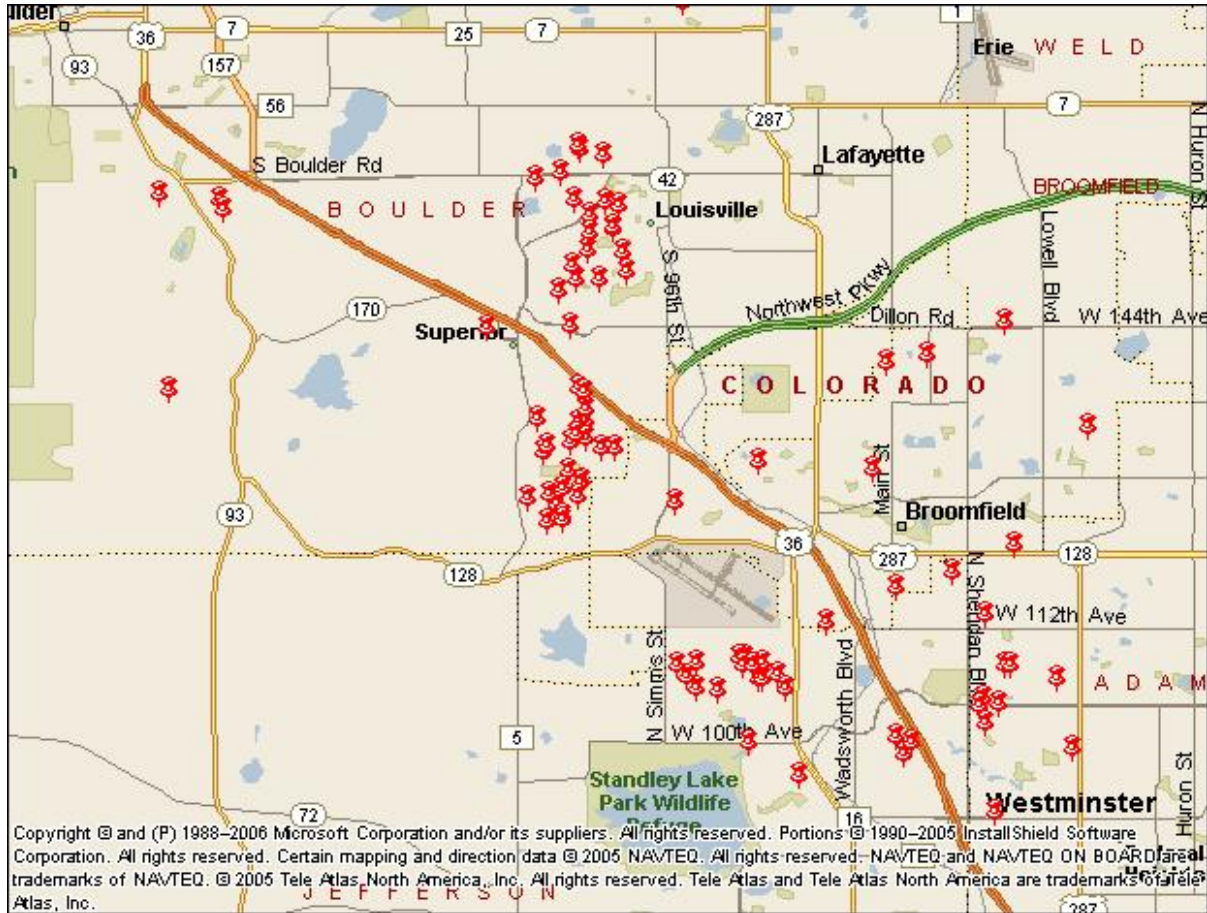 ulder
36
7
25
7
1
Erie
W E L D
93
157
56
7
287
N Huron St
S Boulder Rd
Lafayette
42
BROOMFIELD
B O U L D E R
Louisville
Lowell Blvd
S 96th St
Northwest Pkwy
170
Dillon Rd
W 144th Ave
Superior
C O L O R A D O
Main St
93
Broomfield
36
287
128
128
N Sheridan Blvd
W 112th Ave
N Simms St
Wadsworth Blvd
A D A M
5
W 100th Ave
Huron St
Standley Lake
Park Wildlife
Refuge
72
Westminster
16
Copyright © and (P) 1988–2006 Microsoft Corporation and/or its suppliers. All rights reserved. Portions © 1990–2005 InstallShield Software
Corporation. All rights reserved. Certain mapping and direction data © 2005 NAVTEQ. All rights reserved. NAVTEQ and NAVTEQ ON BOARD are
trademarks of NAVTEQ. © 2005 Tele Atlas North America, Inc. All rights reserved. Tele Atlas and Tele Atlas North America are trademarks of Tele
Atlas, Inc.
J E F F E R S O N
287